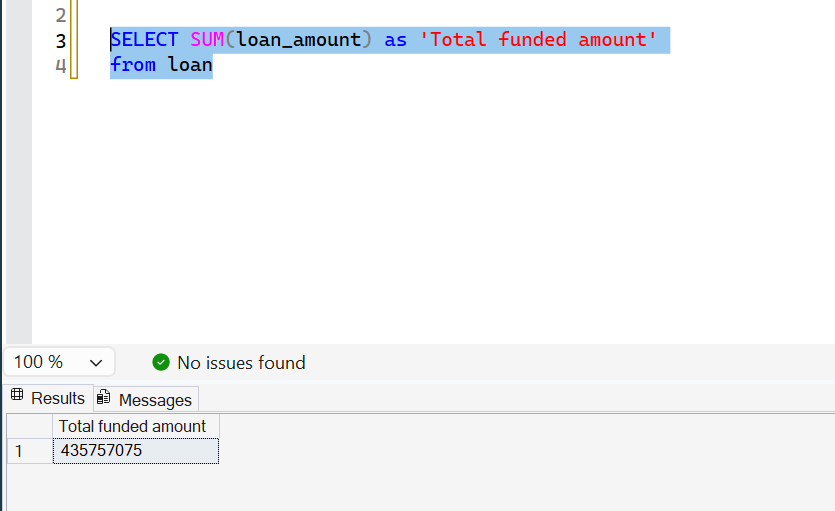 2
3 SELECT SUM(loan_amount) as 'Total funded amount'
4 from loan
100 % No issues found
Results Messages
Total funded amount
1 435757075